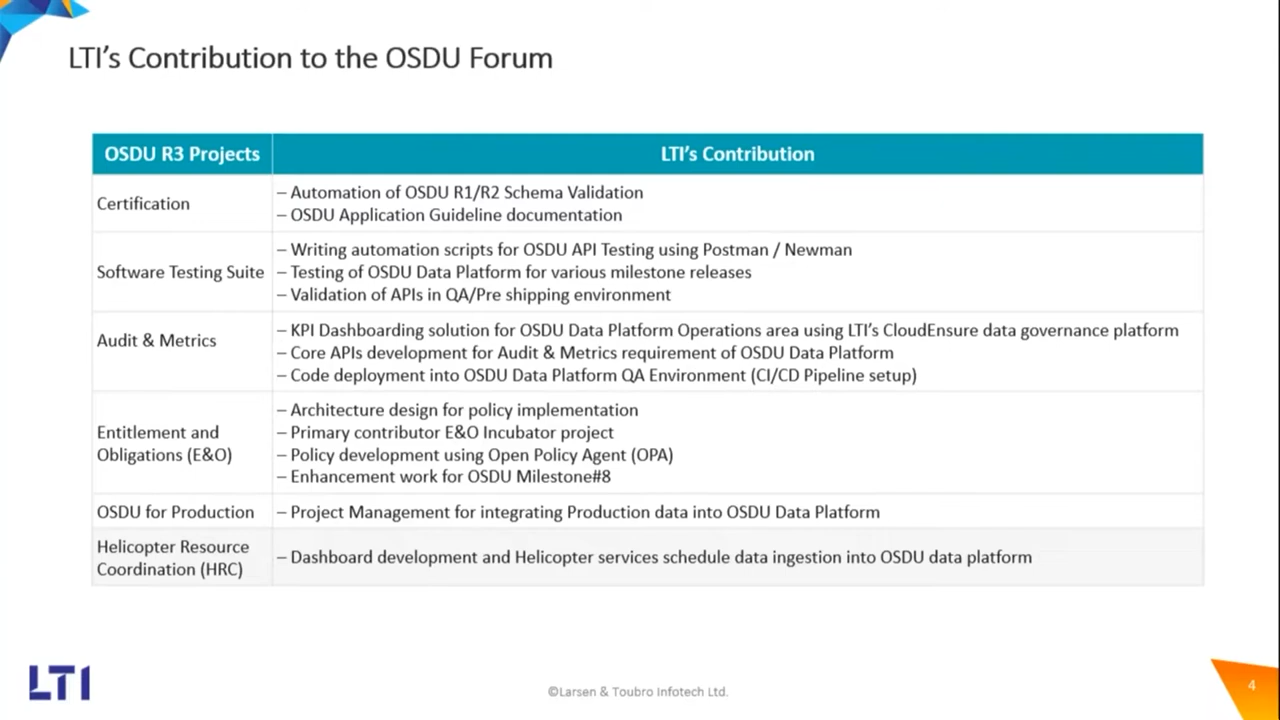 LTI's Contribution to the OSDU Forum
OSDU R3 Projects
LTI's Contribution
Certification
– Automation of OSDU R1/R2 Schema Validation
– OSDU Application Guideline documentation
Software Testing Suite
– Writing automation scripts for OSDU API Testing using Postman / Newman
– Testing of OSDU Data Platform for various milestone releases
– Validation of APIs in QA/Pre shipping environment
Audit & Metrics
– KPI Dashboarding solution for OSDU Data Platform Operations area using LTI's CloudEnsure data governance platform
– Core APIs development for Audit & Metrics requirement of OSDU Data Platform
– Code deployment into OSDU Data Platform QA Environment (CI/CD Pipeline setup)
Entitlement and
Obligations (E&O)
– Architecture design for policy implementation
– Primary contributor E&O Incubator project
– Policy development using Open Policy Agent (OPA)
– Enhancement work for OSDU Milestone#8
OSDU for Production
– Project Management for integrating Production data into OSDU Data Platform
Helicopter Resource
Coordination (HRC)
– Dashboard development and Helicopter services schedule data ingestion into OSDU data platform
LTI
©Larsen & Toubro Infotech Ltd.
4